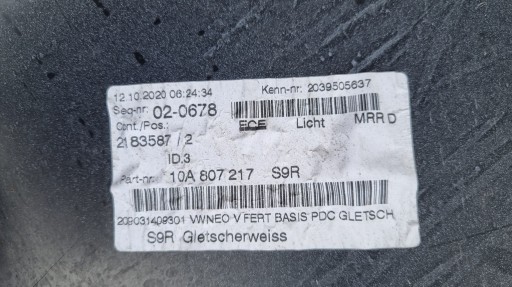 12.10.2020 06:24:34 Kenn-nr: 2039505637
Seq-nr: 02-0678
Cont./Pos.: ECE Licht MRR D
2183587 / 2
ID.3
Part-nr: 10A 807 217 S9R
209031409301 VWNEO V FERT BASIS PDC GLETSCH
S9R Gletscherweiss